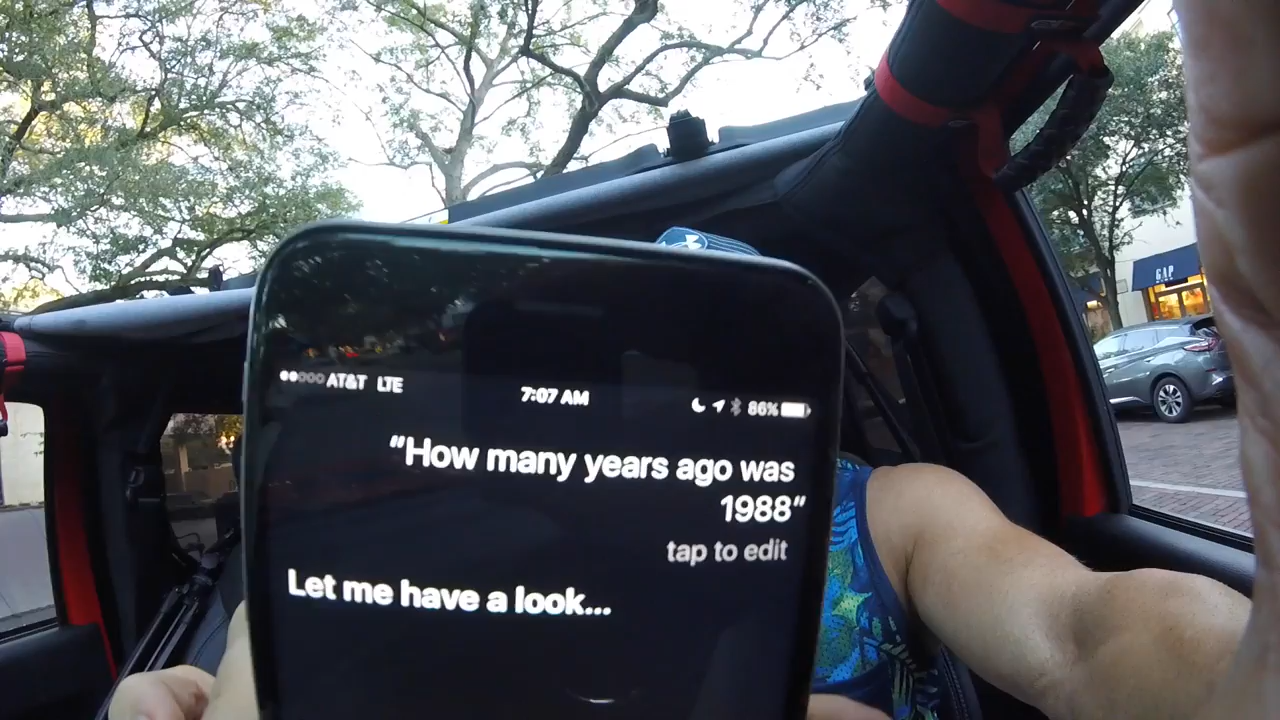 GAP
AT&T LTE 7:07 AM 86%
“How many years ago was
1988”
tap to edit
Let me have a look...